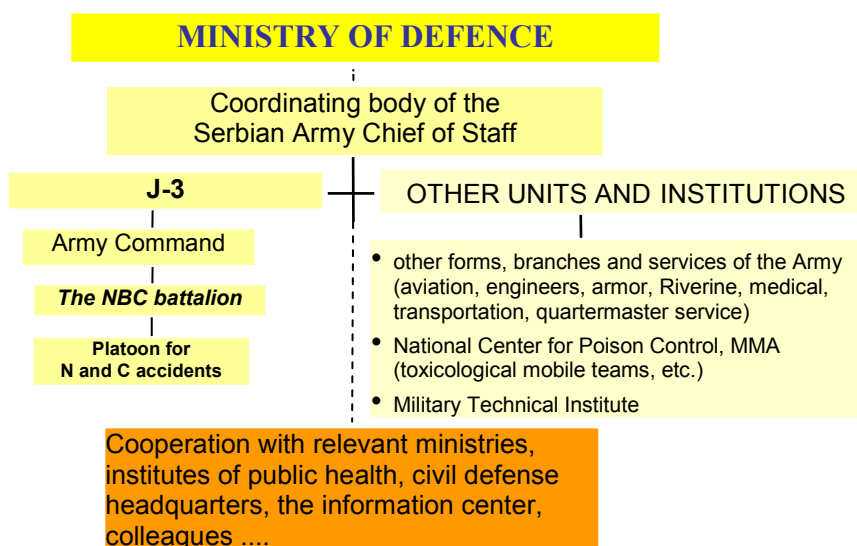 MINISTRY OF DEFENCE
Coordinating body of the
Serbian Army Chief of Staff
J-3
Army Command
The NBC battalion
Platoon for
N and C accidents
OTHER UNITS AND INSTITUTIONS
• other forms, branches and services of the Army
(aviation, engineers, armor, Riverine, medical,
transportation, quartermaster service)
• National Center for Poison Control, MMA
(toxicological mobile teams, etc.)
• Military Technical Institute
Cooperation with relevant ministries,
institutes of public health, civil defense
headquarters, the information center,
colleagues ....